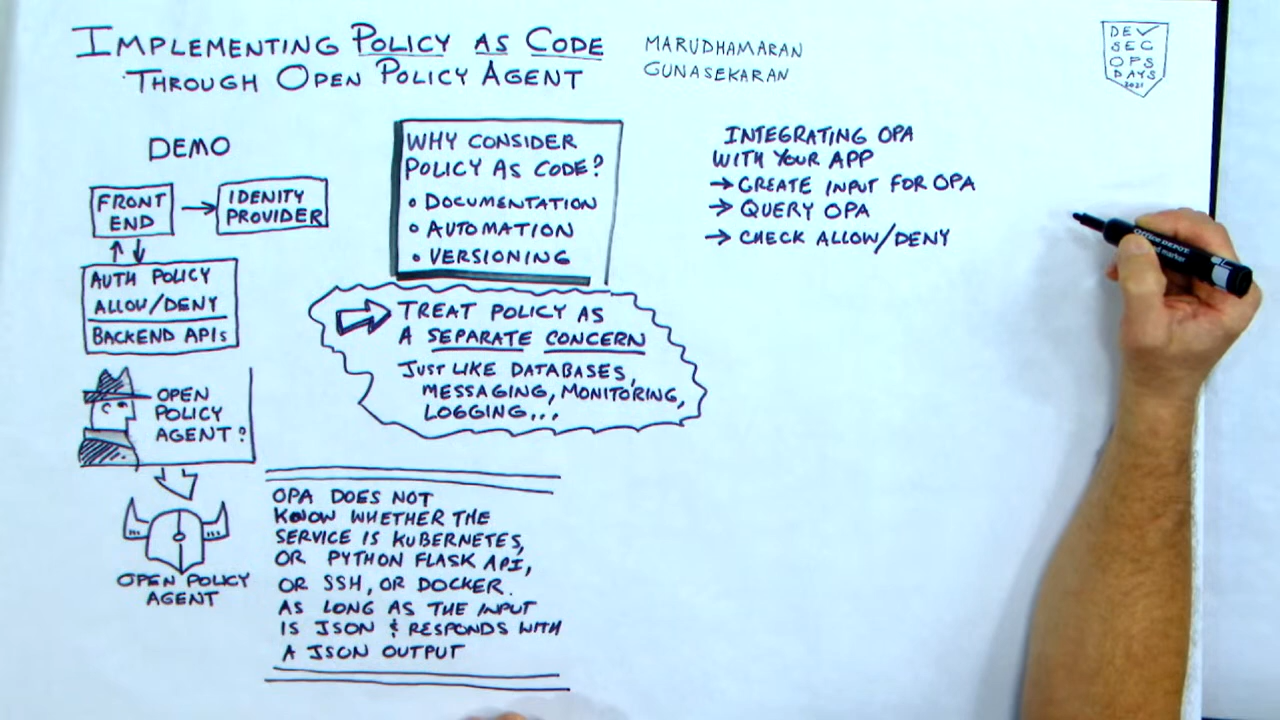 IMPLEMENTING POLICY AS CODE
THROUGH OPEN POLICY AGENT
MARUDHAMARAN
GUNASEKARAN
DEV
SEC
OPS
DAYS
2021
DEMO
FRONT
END
IDENITY
PROVIDER
AUTH POLICY
ALLOW/DENY
BACKEND APIs
OPEN
POLICY
AGENT?
OPEN POLICY
AGENT
WHY CONSIDER
POLICY AS CODE?
• DOCUMENTATION
• AUTOMATION
• VERSIONING
TREAT POLICY AS
A SEPARATE CONCERN
JUST LIKE DATABASES,
MESSAGING, MONITORING,
LOGGING...
OPA DOES NOT
KNOW WHETHER THE
SERVICE IS KUBERNETES,
OR PYTHON FLASK API,
OR SSH, OR DOCKER.
AS LONG AS THE INPUT
IS JSON & RESPONDS WITH
A JSON OUTPUT
INTEGRATING OPA
WITH YOUR APP
→ CREATE INPUT FOR OPA
→ QUERY OPA
→ CHECK ALLOW/DENY
Office DEPOT
marker